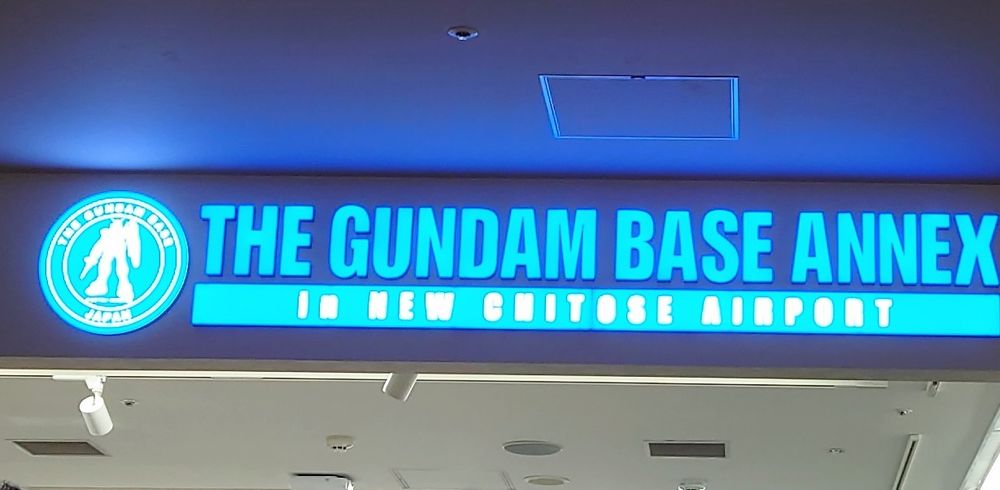 THE GUNDAM BASE
JAPAN
THE GUNDAM BASE ANNEX
in NEW CHITOSE AIRPORT